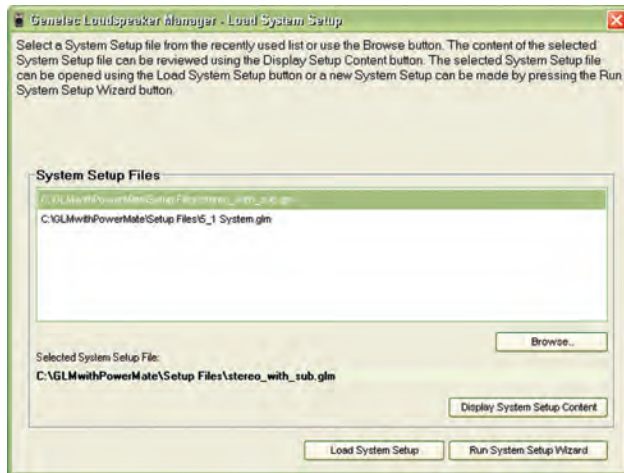 Genelec Loudspeaker Manager - Load System Setup
Select a System Setup file from the recently used list or use the Browse button. The content of the selected
System Setup file can be reviewed using the Display Setup Content button. The selected System Setup file
can be opened using the Load System Setup button or a new System Setup can be made by pressing the Run
System Setup Wizard button.
System Setup Files
C:\GLMwithPowerMate\Setup Files\stereo_with_sub.glm
C:\GLMwithPowerMate\Setup Files\5_1 System.glm
Browse...
Selected System Setup File:
C:\GLMwithPowerMate\Setup Files\stereo_with_sub.glm
Display System Setup Content
Load System Setup
Run System Setup Wizard